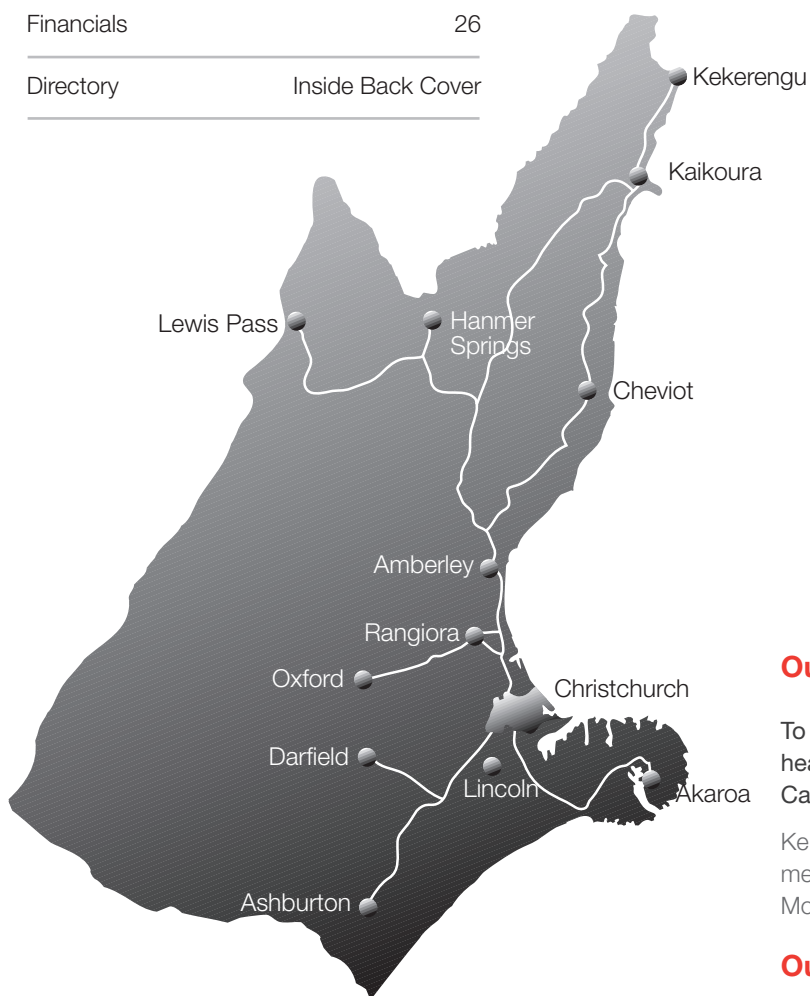 Financials 26
Directory Inside Back Cover
Kekerengu
Kaikoura
Lewis Pass
Hanmer
Springs
Cheviot
Amberley
Rangiora
Oxford
Christchurch
Darfield
Lincoln
Akaroa
Ashburton
To